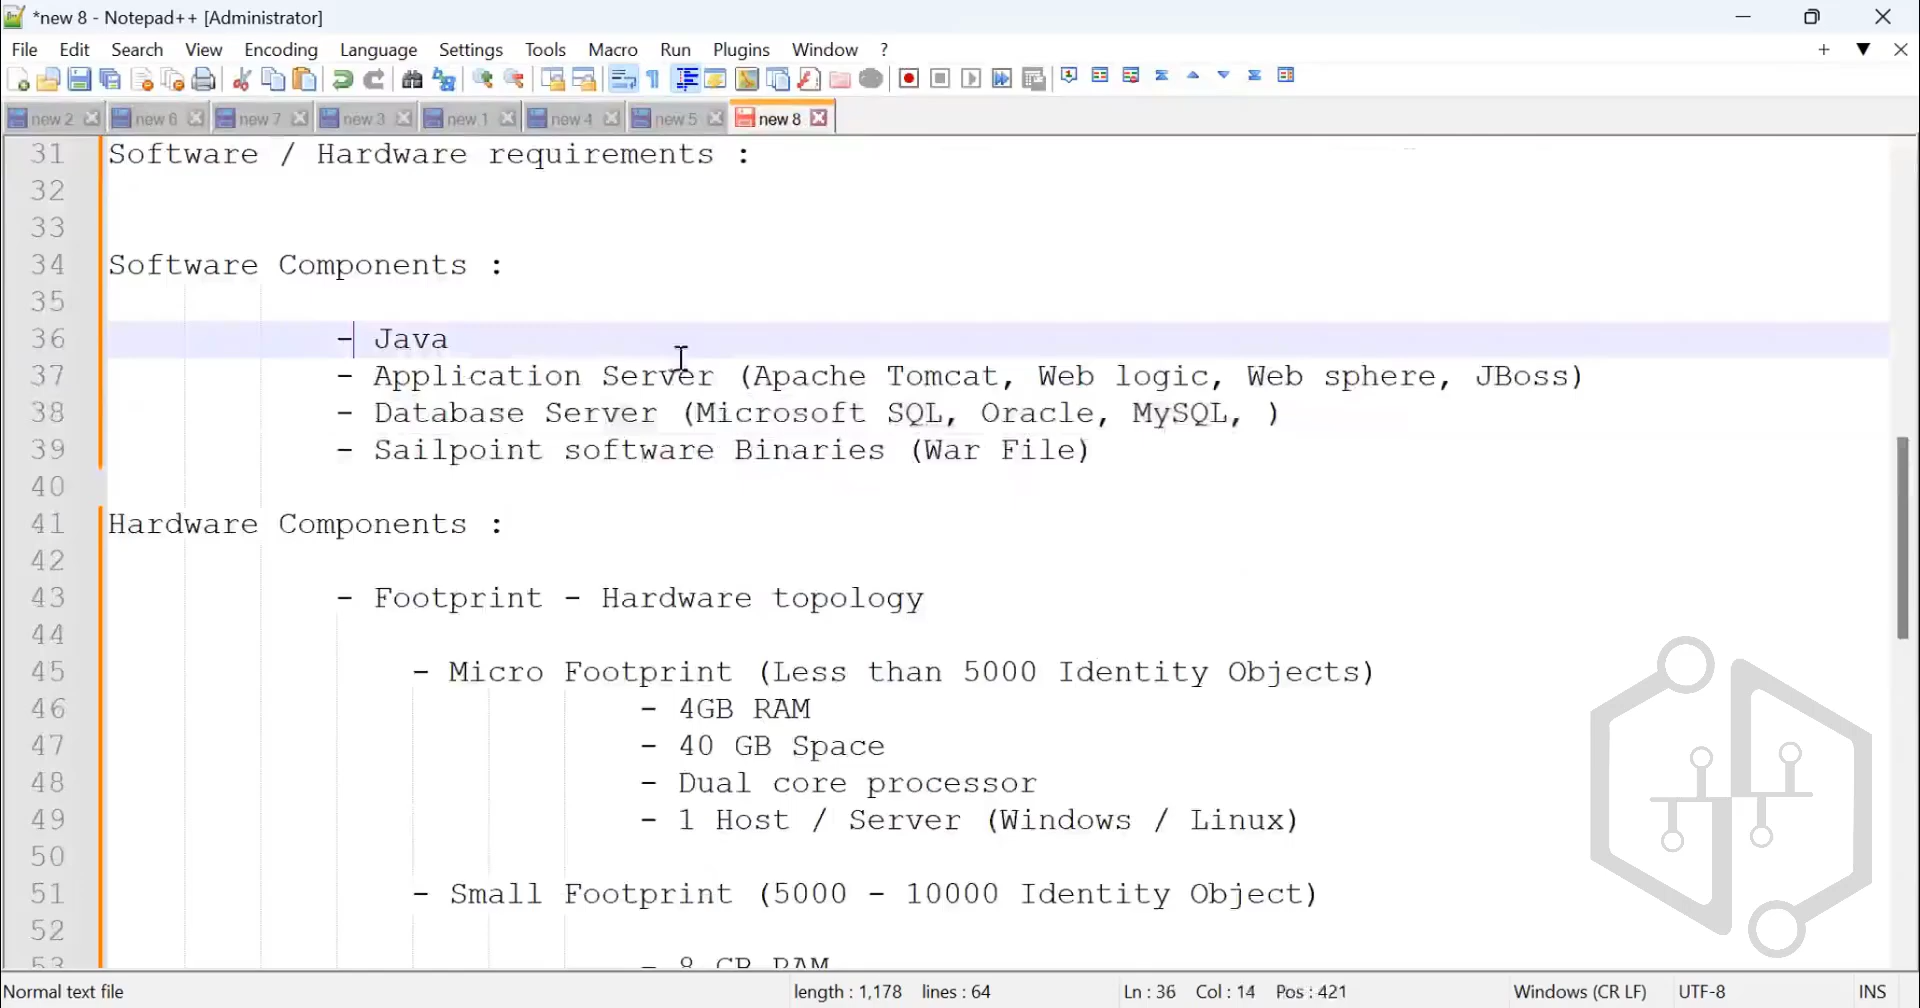 *new 8 - Notepad++ [Administrator]
File Edit Search View Encoding Language Settings Tools Macro Run Plugins Window ?
new 2 new 6 new 7 new 3 new 1 new 4 new 5 new 8
31 Software / Hardware requirements :
32
33
34 Software Components :
35
36 - Java
37 - Application Server (Apache Tomcat, Web logic, Web sphere, JBoss)
38 - Database Server (Microsoft SQL, Oracle, MySQL, )
39 - Sailpoint software Binaries (War File)
40
41 Hardware Components :
42
43 - Footprint - Hardware topology
44
45 - Micro Footprint (Less than 5000 Identity Objects)
46 - 4GB RAM
47 - 40 GB Space
48 - Dual core processor
49 - 1 Host / Server (Windows / Linux)
50
51 - Small Footprint (5000 - 10000 Identity Object)
52
53 - 8 GB RAM
Normal text file length : 1,178 lines : 64 Ln : 36 Col : 14 Pos : 421 Windows (CR LF) UTF-8 INS